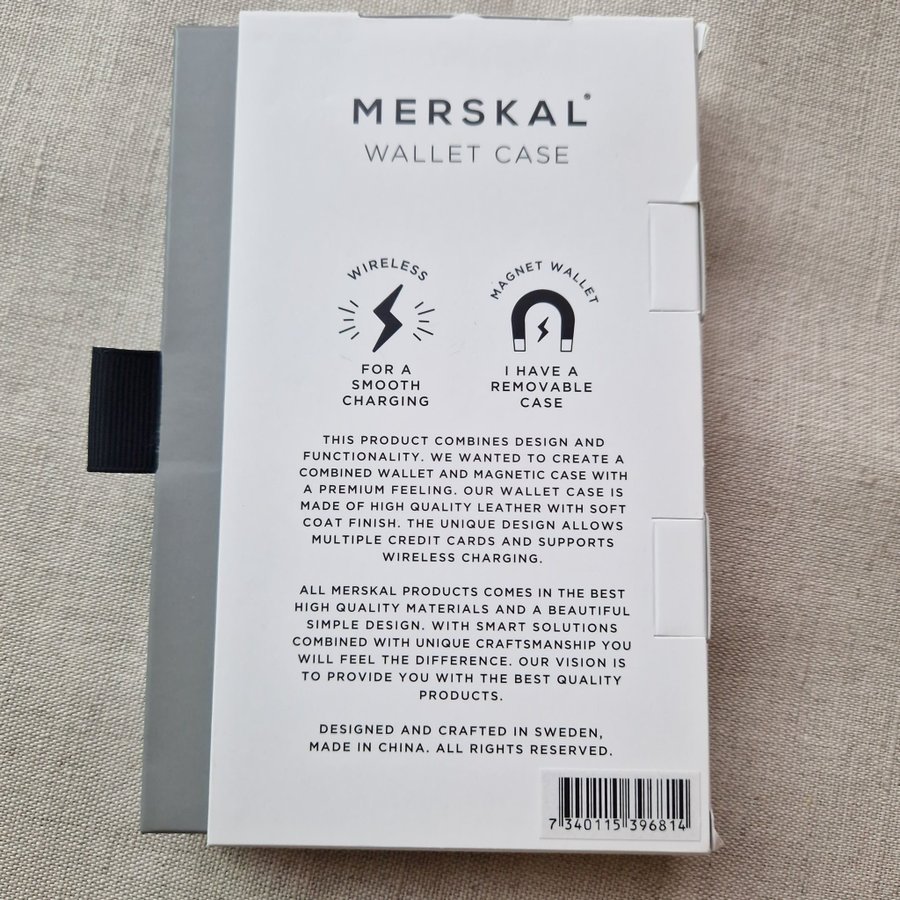 MERSKAL®
WALLET CASE
WIRELESS
FOR A
SMOOTH
CHARGING
MAGNET WALLET
I HAVE A
REMOVABLE
CASE
THIS PRODUCT COMBINES DESIGN AND
FUNCTIONALITY. WE WANTED TO CREATE A
COMBINED WALLET AND MAGNETIC CASE WITH
A PREMIUM FEELING. OUR WALLET CASE IS
MADE OF HIGH QUALITY LEATHER WITH SOFT
COAT FINISH. THE UNIQUE DESIGN ALLOWS
MULTIPLE CREDIT CARDS AND SUPPORTS
WIRELESS CHARGING.
ALL MERSKAL PRODUCTS COMES IN THE BEST
HIGH QUALITY MATERIALS AND A BEAUTIFUL
SIMPLE DESIGN. WITH SMART SOLUTIONS
COMBINED WITH UNIQUE CRAFTSMANSHIP YOU
WILL FEEL THE DIFFERENCE. OUR VISION IS
TO PROVIDE YOU WITH THE BEST QUALITY
PRODUCTS.
DESIGNED AND CRAFTED IN SWEDEN,
MADE IN CHINA. ALL RIGHTS RESERVED.
7 340115 396814